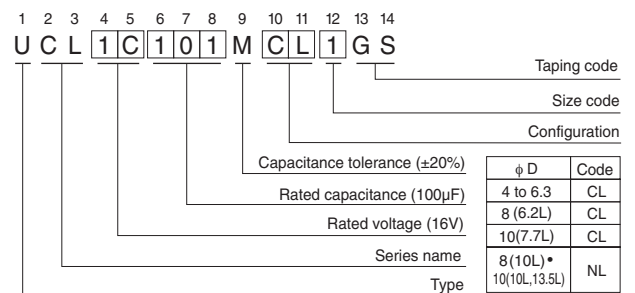 1 2 3 4 5 6 7 8 9 10 11 12 13 14
U C L 1 C 1 0 1 M C L 1 G S
Taping code
Size code
Configuration
Capacitance tolerance (±20%)
Rated capacitance (100µF)
Rated voltage (16V)
Series name
Type
ϕ D Code
4 to 6.3 CL
8 (6.2L) CL
10(7.7L) CL
8(10L)• NL
10(10L,13.5L)